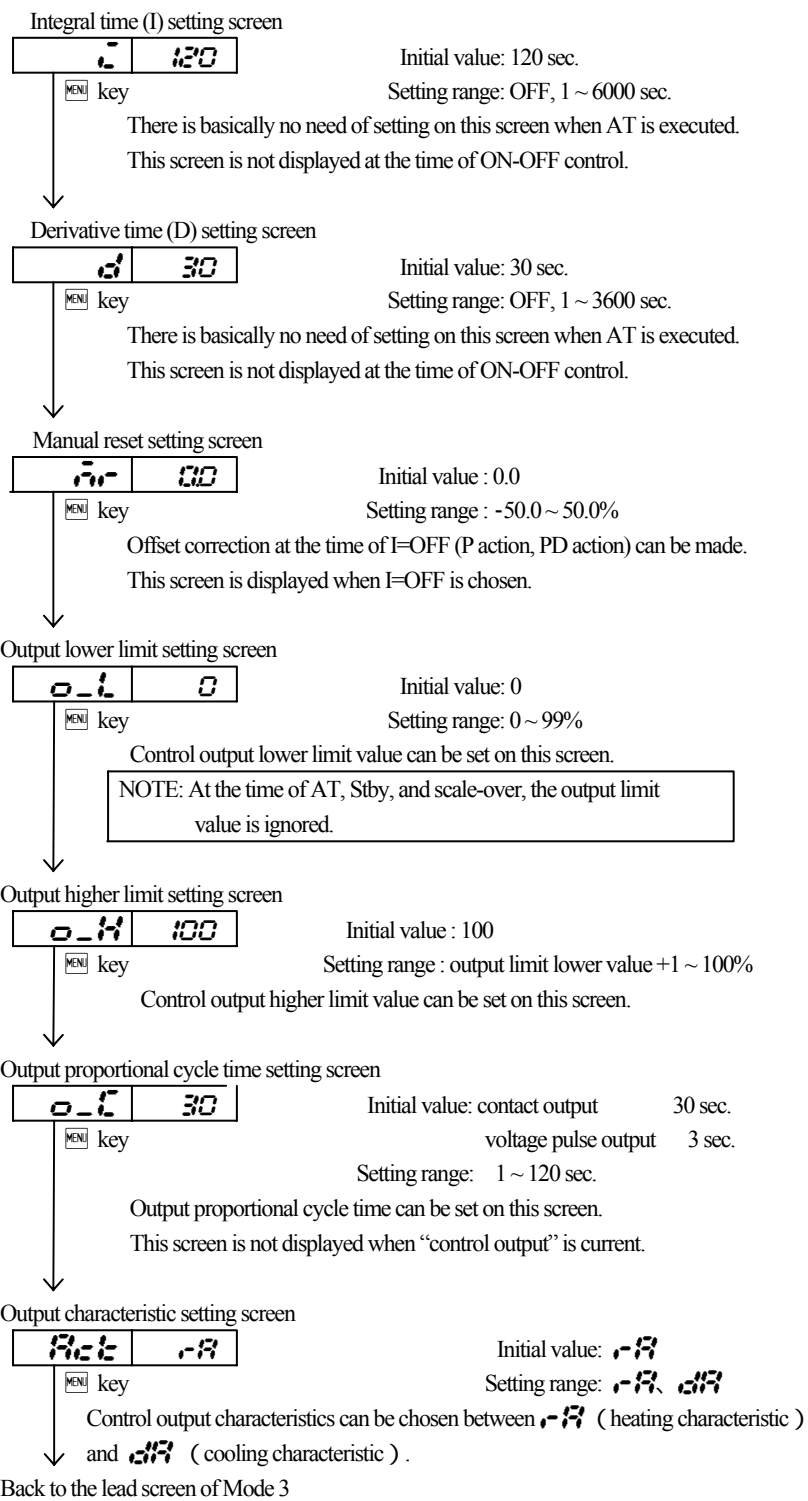 Integral time (I) setting screen
i 120 Initial value: 120 sec.
MENU key Setting range: OFF, 1 ~ 6000 sec.
There is basically no need of setting on this screen when AT is executed.
This screen is not displayed at the time of ON-OFF control.
Derivative time (D) setting screen
d 30 Initial value: 30 sec.
MENU key Setting range: OFF, 1 ~ 3600 sec.
There is basically no need of setting on this screen when AT is executed.
This screen is not displayed at the time of ON-OFF control.
Manual reset setting screen
mr 0.0 Initial value : 0.0
MENU key Setting range : -50.0 ~ 50.0%
Offset correction at the time of I=OFF (P action, PD action) can be made.
This screen is displayed when I=OFF is chosen.
Output lower limit setting screen
o_L 0 Initial value: 0
MENU key Setting range: 0 ~ 99%
Control output lower limit value can be set on this screen.
NOTE: At the time of AT, Stby, and scale-over, the output limit
value is ignored.
Output higher limit setting screen
o_H 100 Initial value : 100
MENU key Setting range : output limit lower value +1 ~ 100%
Control output higher limit value can be set on this screen.
Output proportional cycle time setting screen
o_C 30 Initial value: contact output 30 sec.
MENU key voltage pulse output 3 sec.
Setting range: 1 ~ 120 sec.
Output proportional cycle time can be set on this screen.
This screen is not displayed when “control output” is current.
Output characteristic setting screen
Act rA Initial value: rA
MENU key Setting range: rA、dA
Control output characteristics can be chosen between rA ( heating characteristic )
and dA ( cooling characteristic ) .
Back to the lead screen of Mode 3